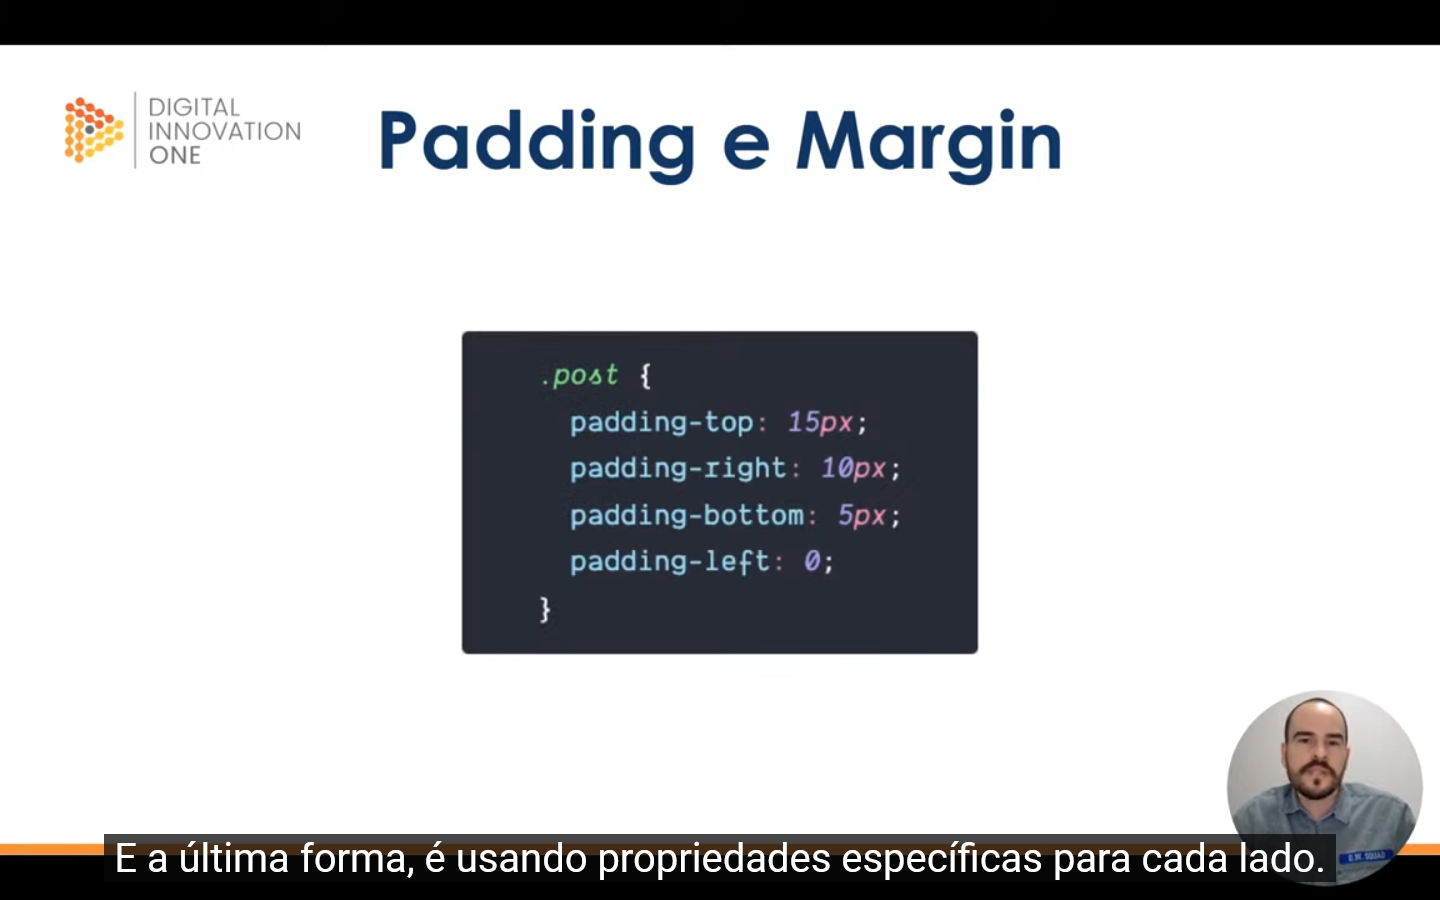 DIGITAL
INNOVATION
ONE
Padding e Margin
.post {
padding-top: 15px;
padding-right: 10px;
padding-bottom: 5px;
padding-left: 0;
}
E a última forma, é usando propriedades específicas para cada lado.